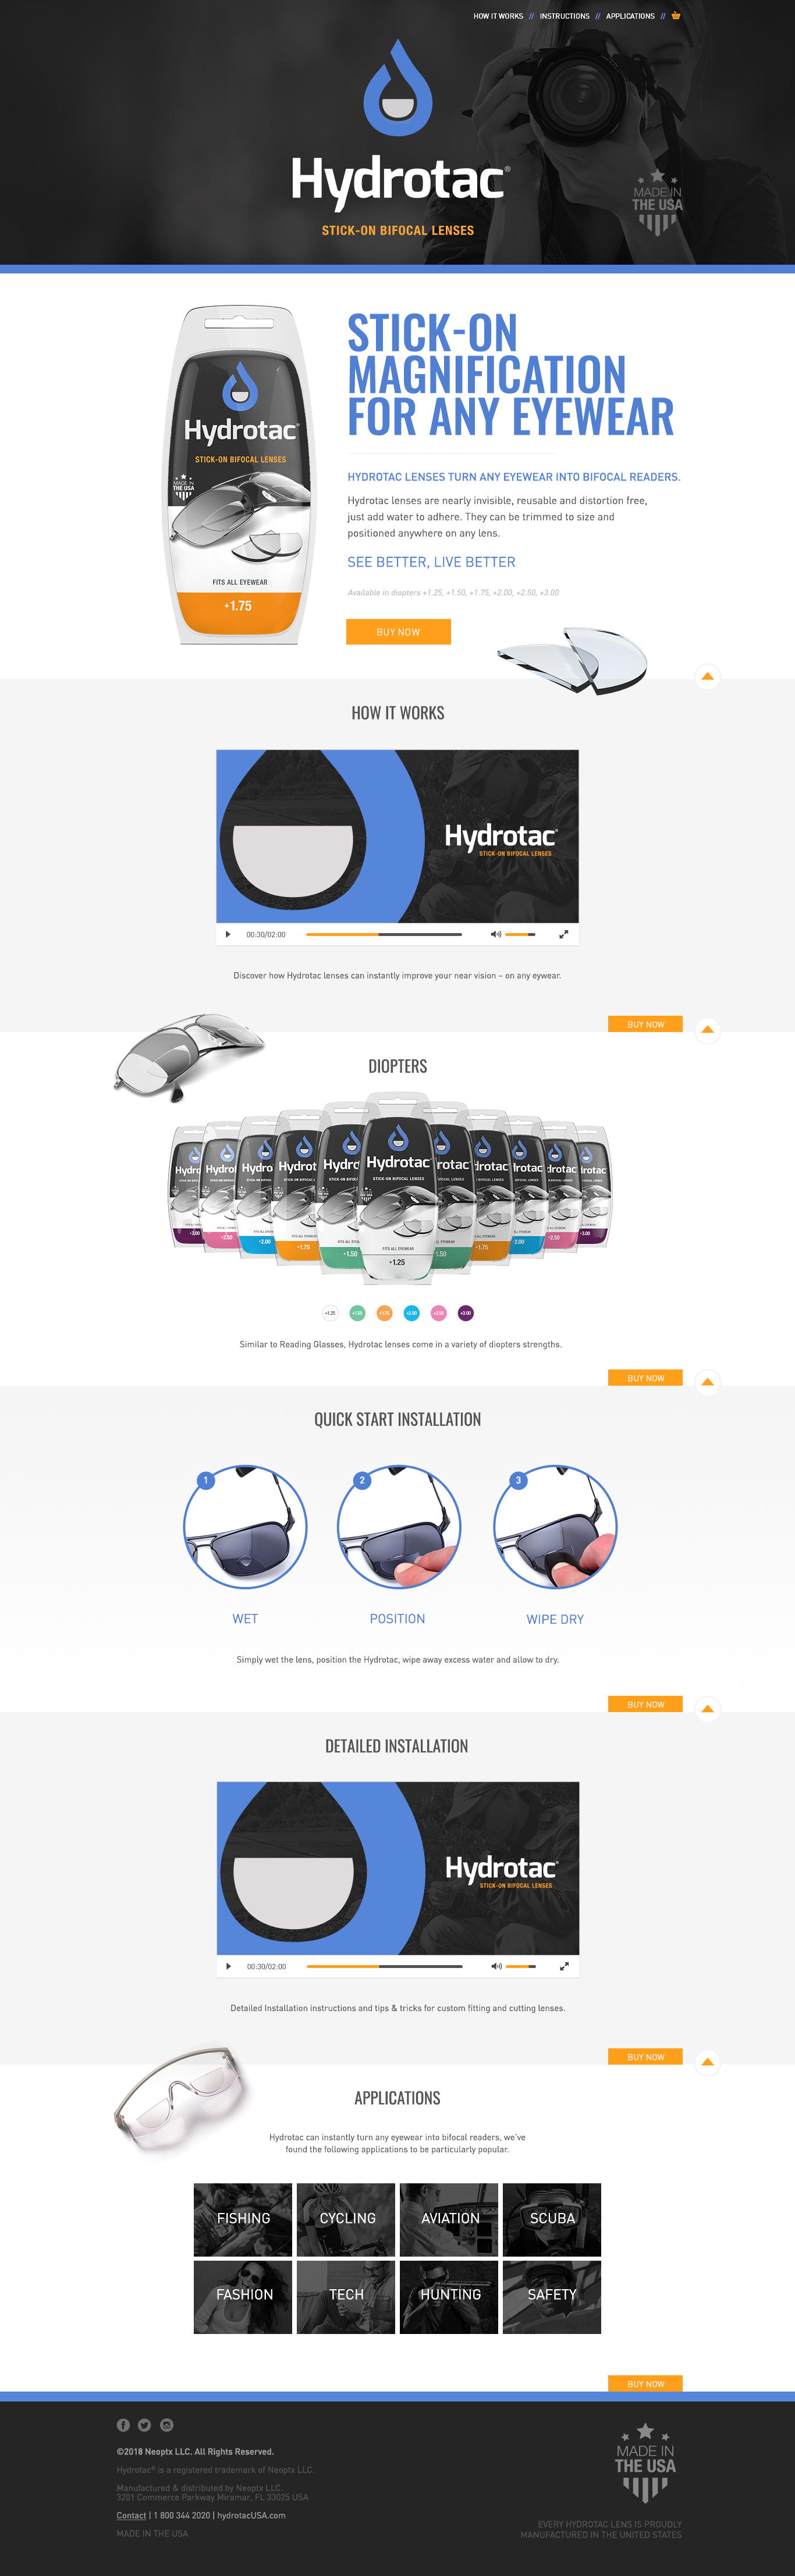 HOW IT WORKS // INSTRUCTIONS // APPLICATIONS //
Hydrotac®
STICK-ON BIFOCAL LENSES
MADE IN
THE USA
Hydrotac
STICK-ON BIFOCAL LENSES
MADE IN
THE USA
FITS ALL EYEWEAR
+1.75
STICK-ON
MAGNIFICATION
FOR ANY EYEWEAR
HYDROTAC LENSES TURN ANY EYEWEAR INTO BIFOCAL READERS.
Hydrotac lenses are nearly invisible, reusable and distortion free,
just add water to adhere. They can be trimmed to size and
positioned anywhere on any lens.
SEE BETTER, LIVE BETTER
Available in diopters +1.25, +1.50, +1.75, +2.00, +2.50, +3.00
BUY NOW
HOW IT WORKS
Hydrotac
STICK-ON BIFOCAL LENSES
00:30/02:00
Discover how Hydrotac lenses can instantly improve your near vision – on any eywear.
BUY NOW
DIOPTERS
Hydrotac
STICK-ON BIFOCAL LENSES
FITS ALL EYEWEAR
+3.00 +2.50 +2.00 +1.75 +1.50 +1.25 1.50 +1.75 2.00 +2.50 +3.00
+1.25 +1.50 +1.75 +2.00 +2.50 +3.00
Similar to Reading Glasses, Hydrotac lenses come in a variety of diopters strengths.
BUY NOW
QUICK START INSTALLATION
1 2 3
WET POSITION WIPE DRY
Simply wet the lens, position the Hydrotac, wipe away excess water and allow to dry.
BUY NOW
DETAILED INSTALLATION
Hydrotac
STICK-ON BIFOCAL LENSES
00:30/02:00
Detailed Installation instructions and tips & tricks for custom fitting and cutting lenses.
BUY NOW
APPLICATIONS
Hydrotac can instantly turn any eyewear into bifocal readers, we've
found the following applications to be particularly popular.
FISHING CYCLING AVIATION SCUBA
FASHION TECH HUNTING SAFETY
BUY NOW
©2018 Neoptx LLC. All Rights Reserved.
Hydrotac® is a registered trademark of Neoptx LLC.
Manufactured & distributed by Neoptx LLC.
3201 Commerce Parkway Miramar, FL 33025 USA
Contact | 1 800 344 2020 | hydrotacUSA.com
MADE IN THE USA
MADE IN
THE USA
EVERY HYDROTAC LENS IS PROUDLY
MANUFACTURED IN THE UNITED STATES